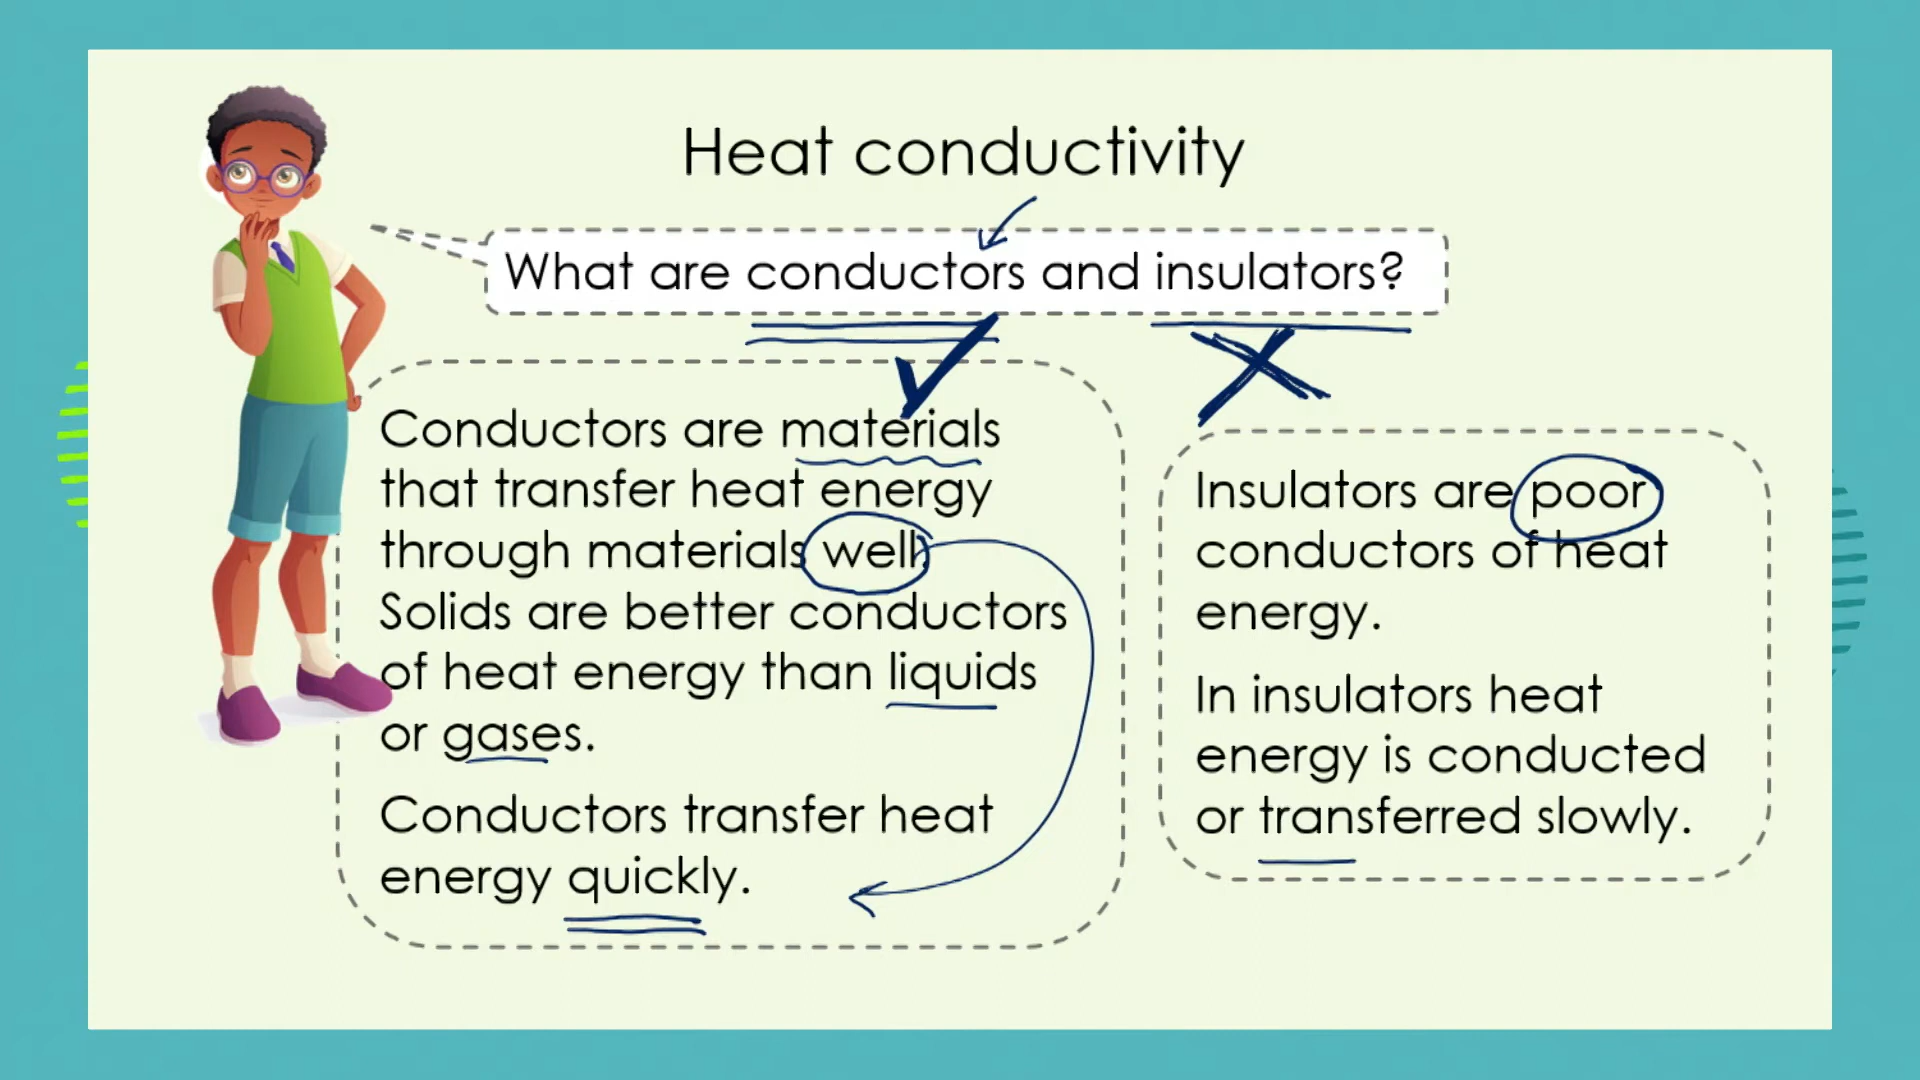 Heat conductivity
What are conductors and insulators?
Conductors are materials
that transfer heat energy
through materials well.
Solids are better conductors
of heat energy than liquids
or gases.
Conductors transfer heat
energy quickly.
Insulators are poor
conductors of heat
energy.
In insulators heat
energy is conducted
or transferred slowly.